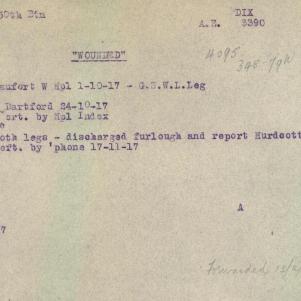 50th Btn DIX
A.E. 3390
4095
"WOUNDED"
aufort W Hpl 1-10-17 - G.S.W.L.Leg
Dartford 24-10-17
ort. by Hpl Index
e
oth legs - discharged furlough and report Hurdcott
ert. by 'phone 17-11-17
A
7
Forwarded